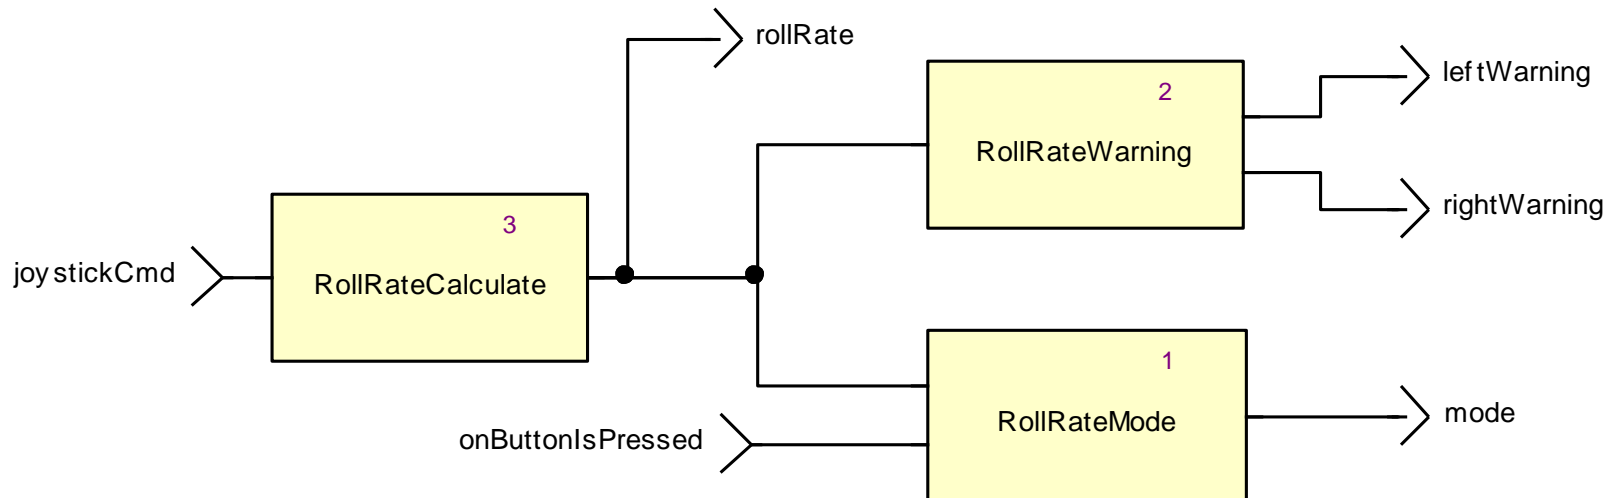 rollRate
leftWarning
2
RollRateWarning
rightWarning
3
joystickCmd
RollRateCalculate
1
mode
RollRateMode
onButtonIsPressed